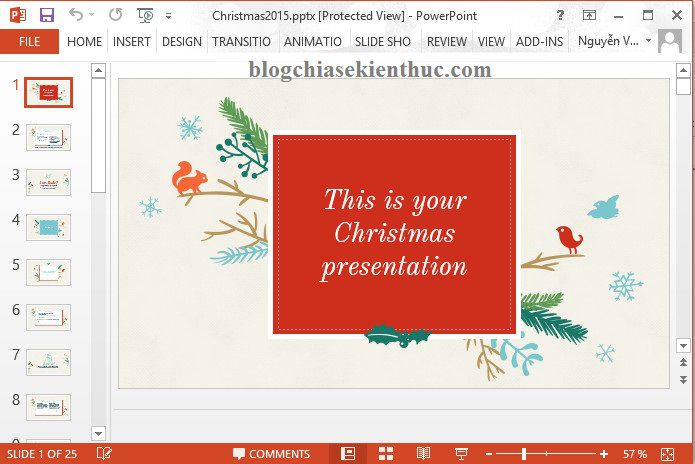 Christmas2015.pptx [Protected View] - PowerPoint
FILE HOME INSERT DESIGN TRANSITIO ANIMATION SLIDE SHO REVIEW VIEW ADD-INS Nguyễn V...
blogchiasekienthuc.com
1
2
3
4
5
6
7
8
This is your
Christmas
presentation
SLIDE 1 OF 25 COMMENTS 57 %